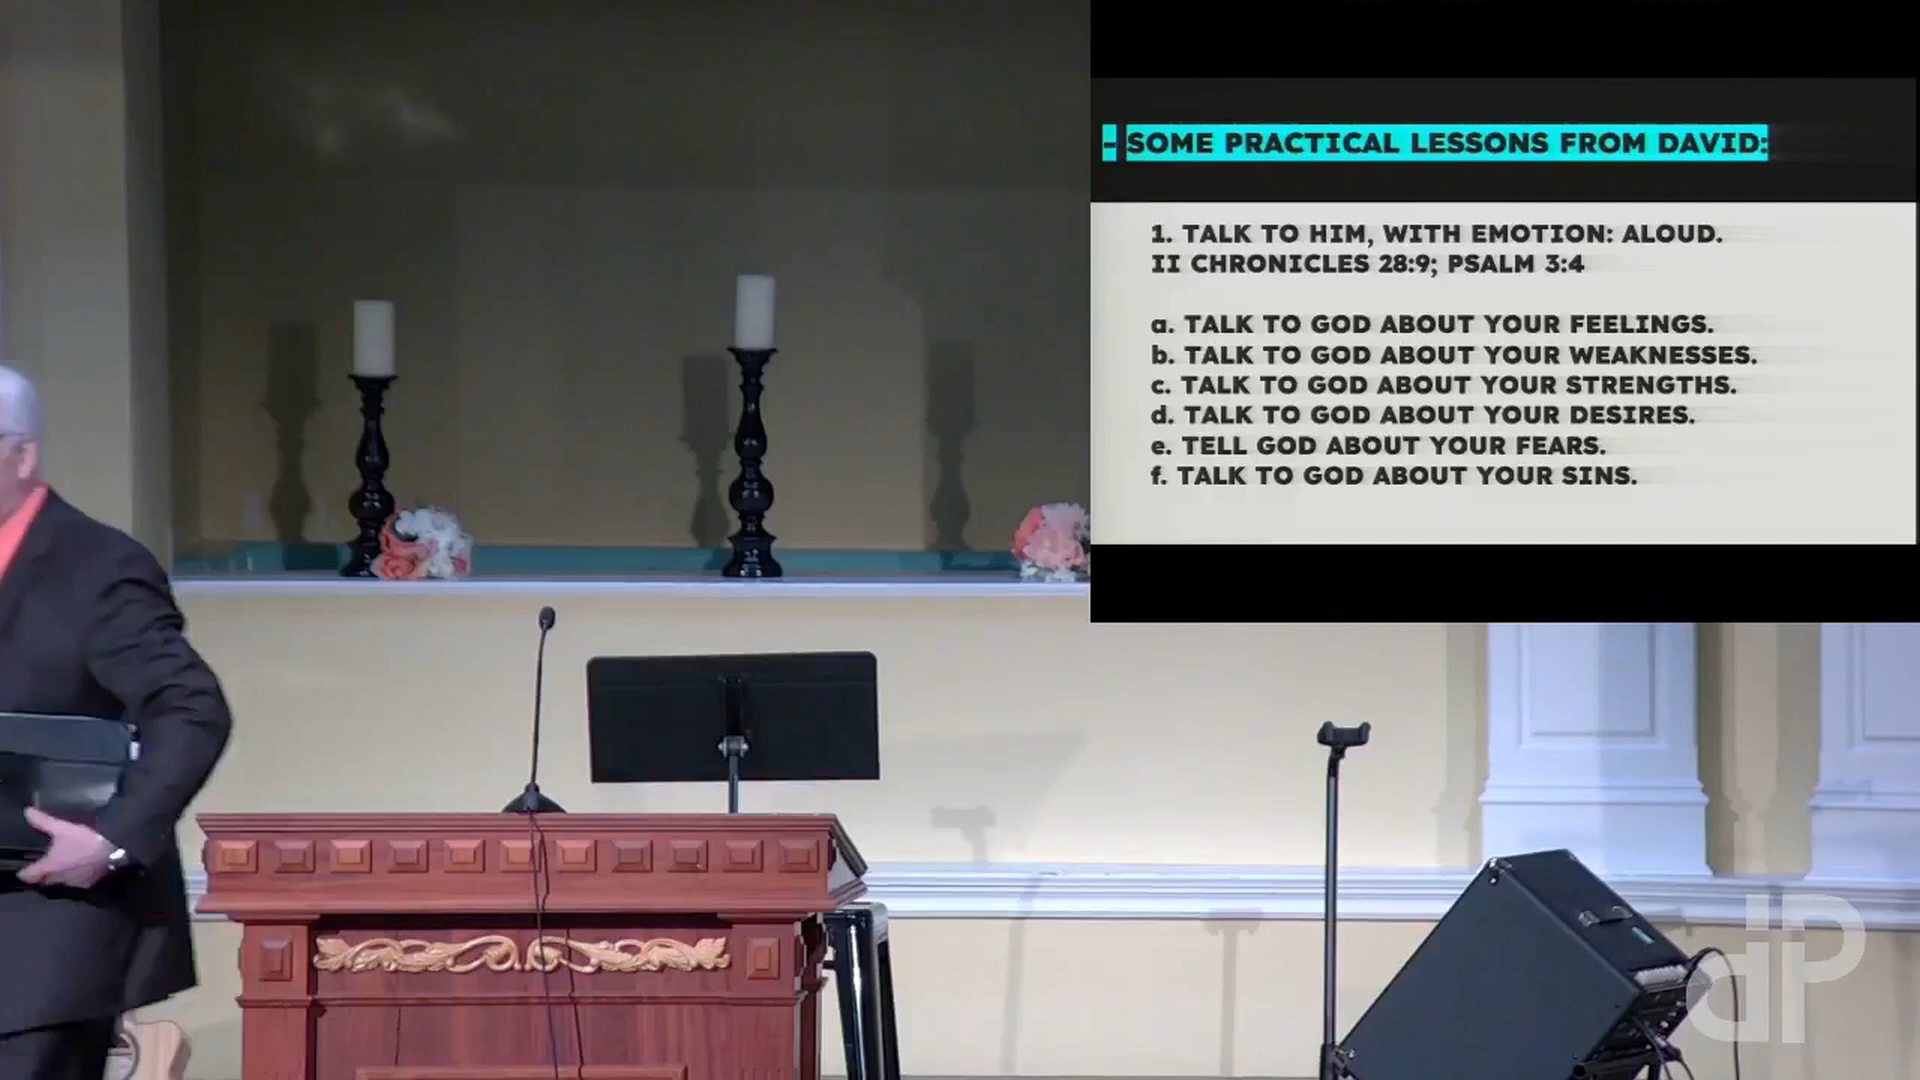 - SOME PRACTICAL LESSONS FROM DAVID:
1. TALK TO HIM, WITH EMOTION: ALOUD.
II CHRONICLES 28:9; PSALM 3:4
a. TALK TO GOD ABOUT YOUR FEELINGS.
b. TALK TO GOD ABOUT YOUR WEAKNESSES.
c. TALK TO GOD ABOUT YOUR STRENGTHS.
d. TALK TO GOD ABOUT YOUR DESIRES.
e. TELL GOD ABOUT YOUR FEARS.
f. TALK TO GOD ABOUT YOUR SINS.